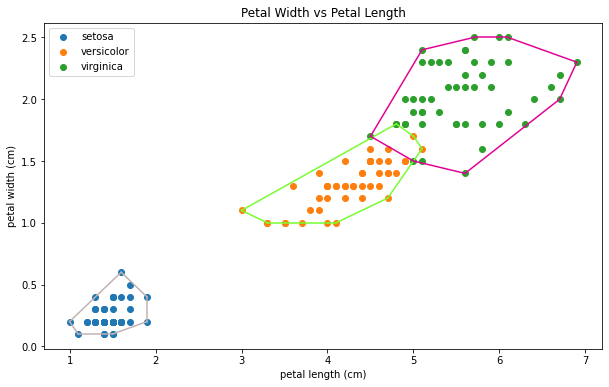 Petal Width vs Petal Length
setosa
versicolor
virginica
petal width (cm)
2.5
2.0
1.5
1.0
0.5
0.0
1 2 3 4 5 6 7
petal length (cm)